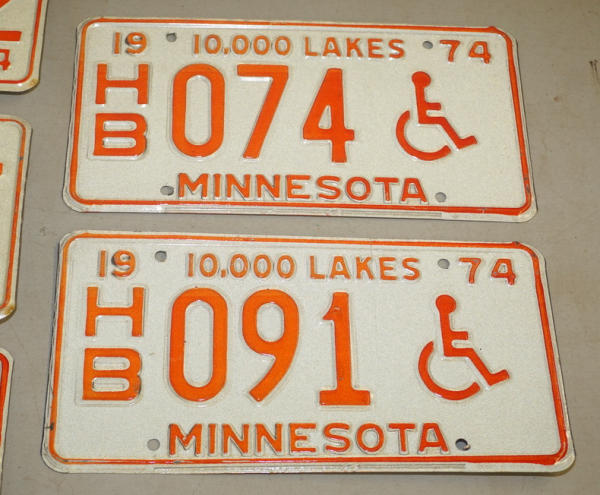 19 10,000 LAKES 74
HB 074
MINNESOTA
19 10,000 LAKES 74
HB 091
MINNESOTA